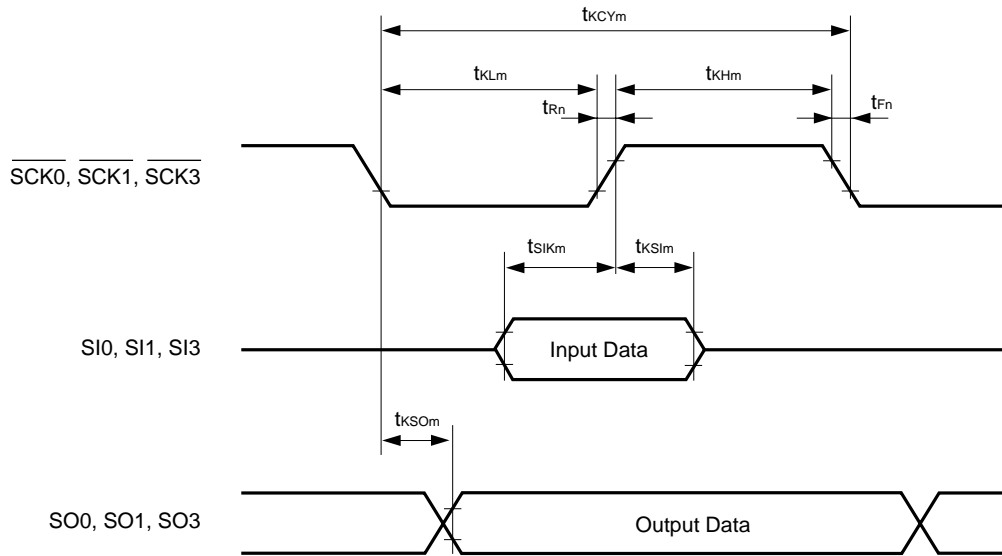 tKCYm
tKLm
tKHm
tRn
tFn
SCK0, SCK1, SCK3
tSIKm
tKSIm
SI0, SI1, SI3
Input Data
tKSOm
SO0, SO1, SO3
Output Data